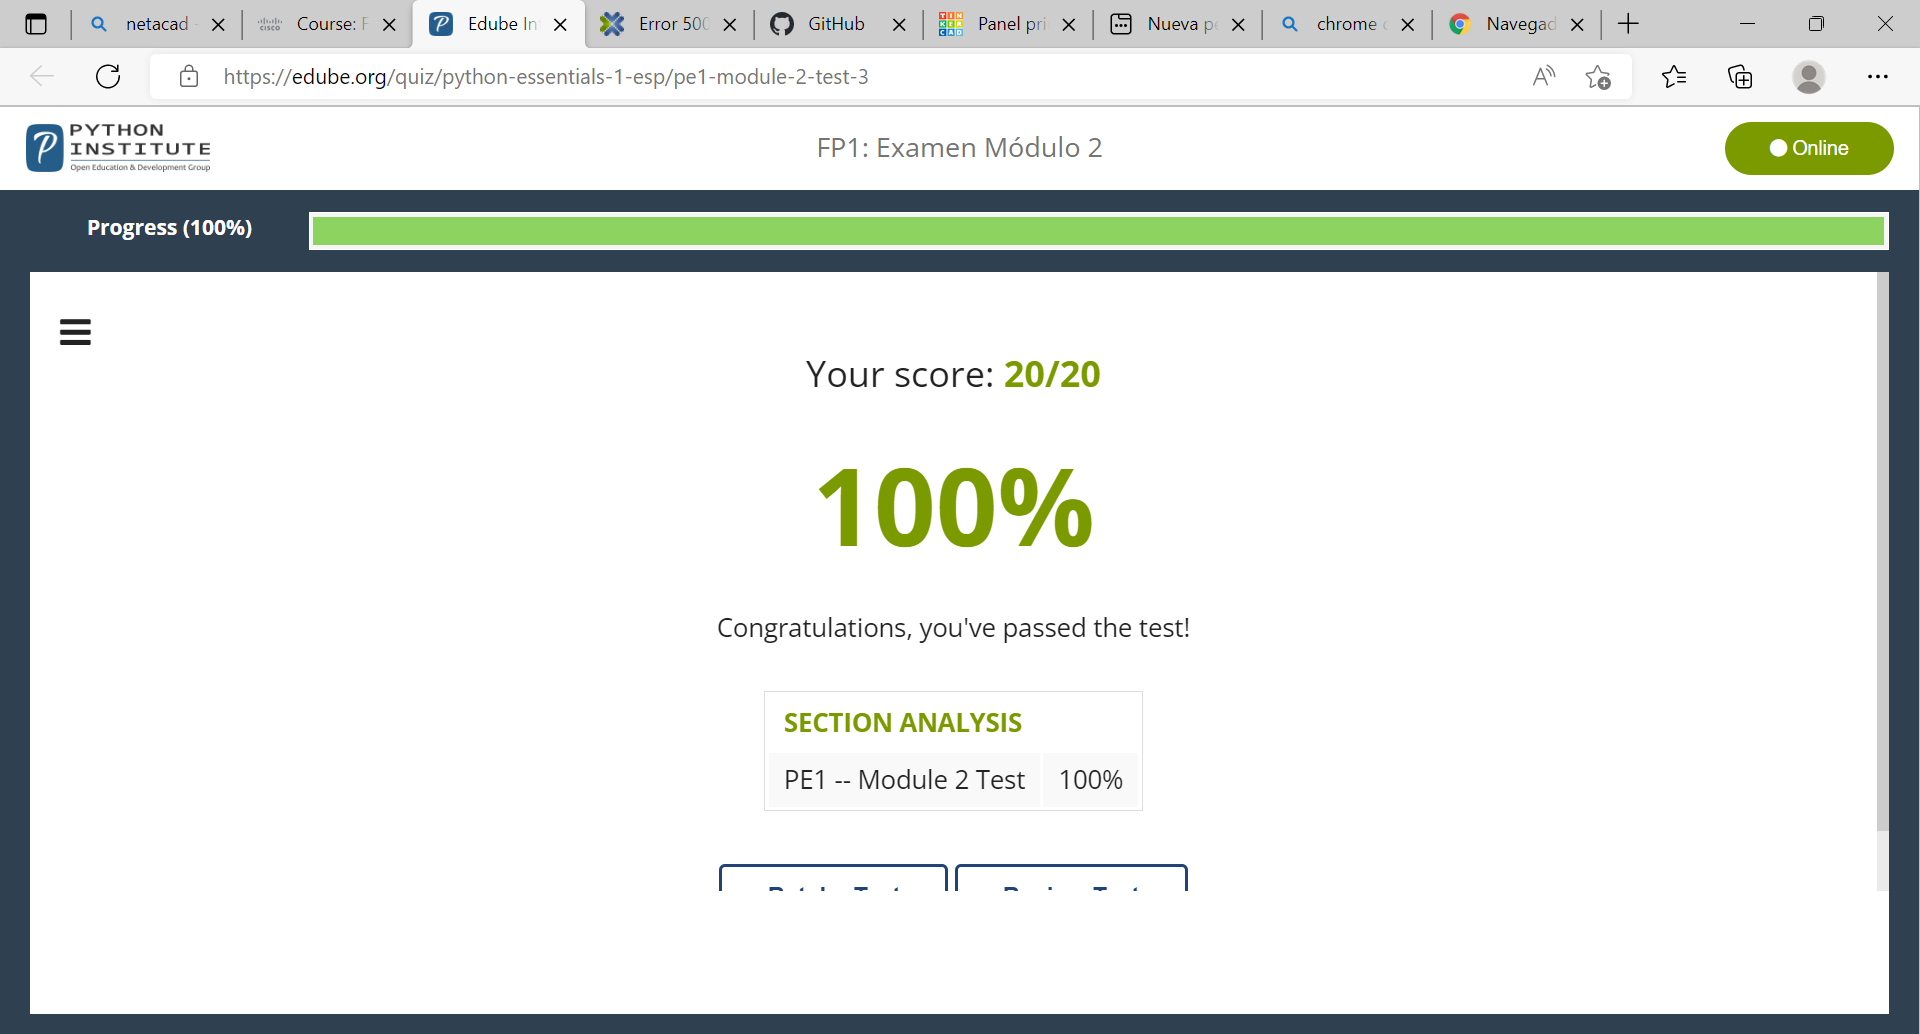 netacad
Course: F
Edube In
Error 500
GitHub
Panel pri
Nueva pe
chrome
Navegad
https://edube.org/quiz/python-essentials-1-esp/pe1-module-2-test-3
PYTHON
INSTITUTE
Open Education & Development Group
FP1: Examen Módulo 2
Online
Progress (100%)
Your score: 20/20
100%
Congratulations, you've passed the test!
SECTION ANALYSIS
PE1 -- Module 2 Test 100%